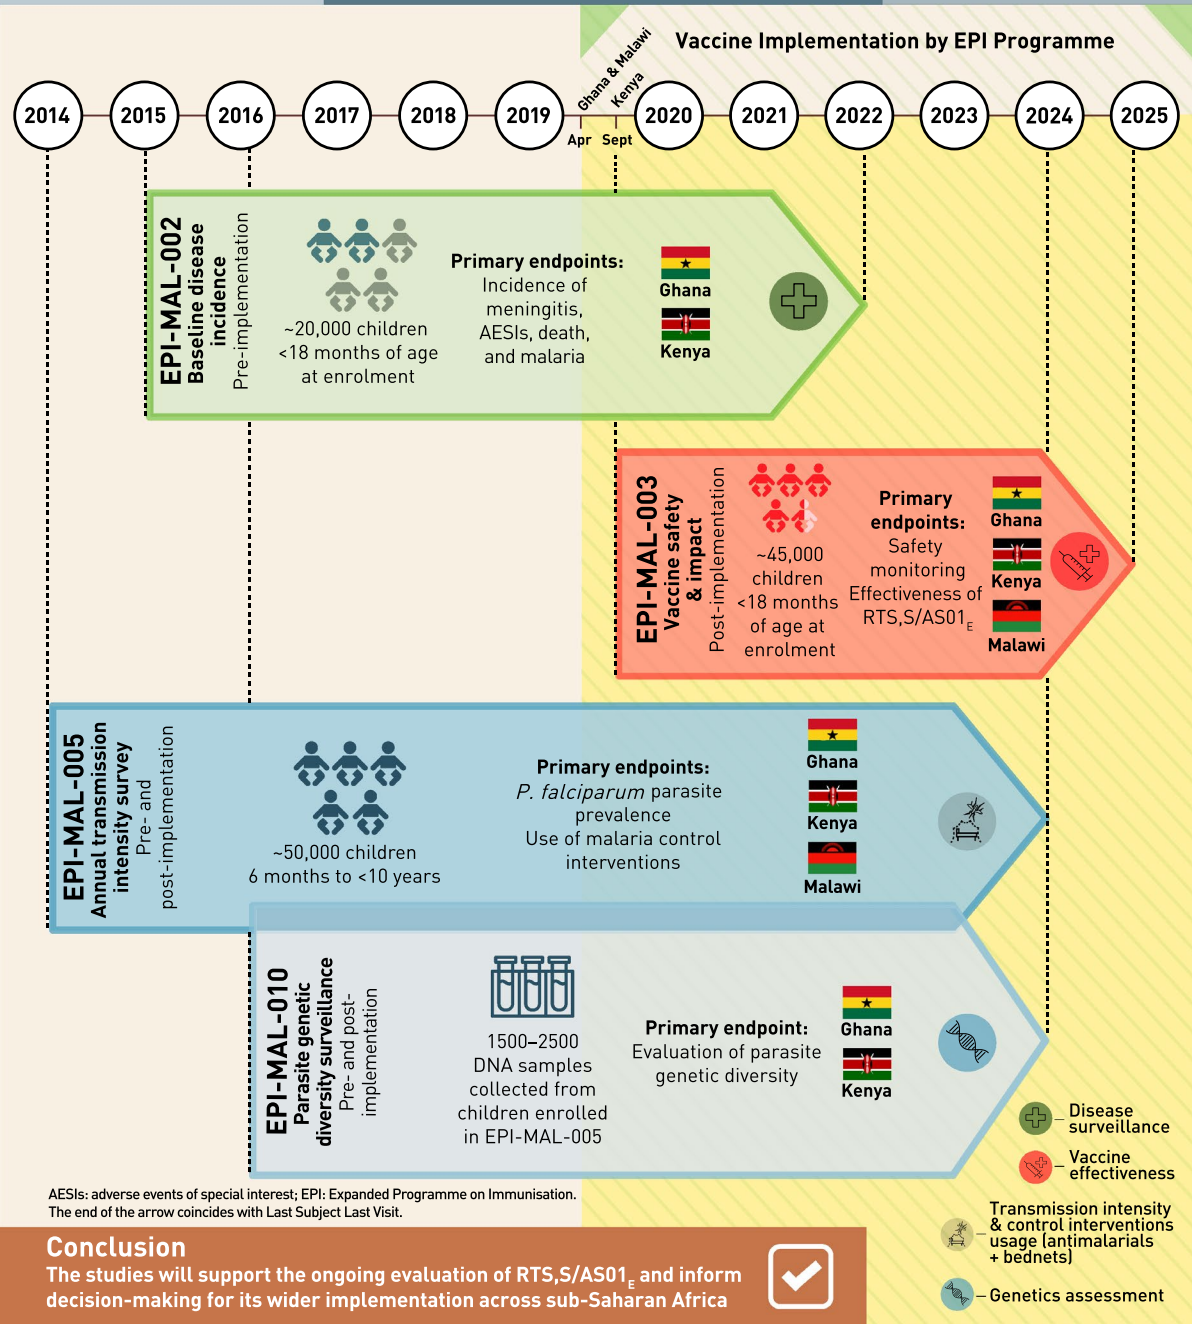 Vaccine Implementation by EPI Programme
Ghana & Malawi
Kenya
2014
2015
2016
2017
2018
2019
2020
2021
2022
2023
2024
2025
Apr
Sept
EPI-MAL-002
Baseline disease
incidence
Pre-implementation
~20,000 children
<18 months of age
at enrolment
Primary endpoints:
Incidence of
meningitis,
AESIs, death,
and malaria
Ghana
Kenya
EPI-MAL-003
Vaccine safety
& impact
Post-implementation
~45,000
children
<18 months
of age at
enrolment
Primary
endpoints:
Safety
monitoring
Effectiveness of
RTS,S/AS01E
Ghana
Kenya
Malawi
EPI-MAL-005
Annual transmission
intensity survey
Pre- and
post-implementation
~50,000 children
6 months to <10 years
Primary endpoints:
P. falciparum parasite
prevalence
Use of malaria control
interventions
Ghana
Kenya
Malawi
EPI-MAL-010
Parasite genetic
diversity surveillance
Pre- and post-
implementation
1500–2500
DNA samples
collected from
children enrolled
in EPI-MAL-005
Primary endpoint:
Evaluation of parasite
genetic diversity
Ghana
Kenya
Disease
surveillance
Vaccine
effectiveness
Transmission intensity
& control interventions
usage (antimalarials
+ bednets)
Genetics assessment
AESIs: adverse events of special interest; EPI: Expanded Programme on Immunisation.
The end of the arrow coincides with Last Subject Last Visit.
Conclusion
The studies will support the ongoing evaluation of RTS,S/AS01E and inform
decision-making for its wider implementation across sub-Saharan Africa